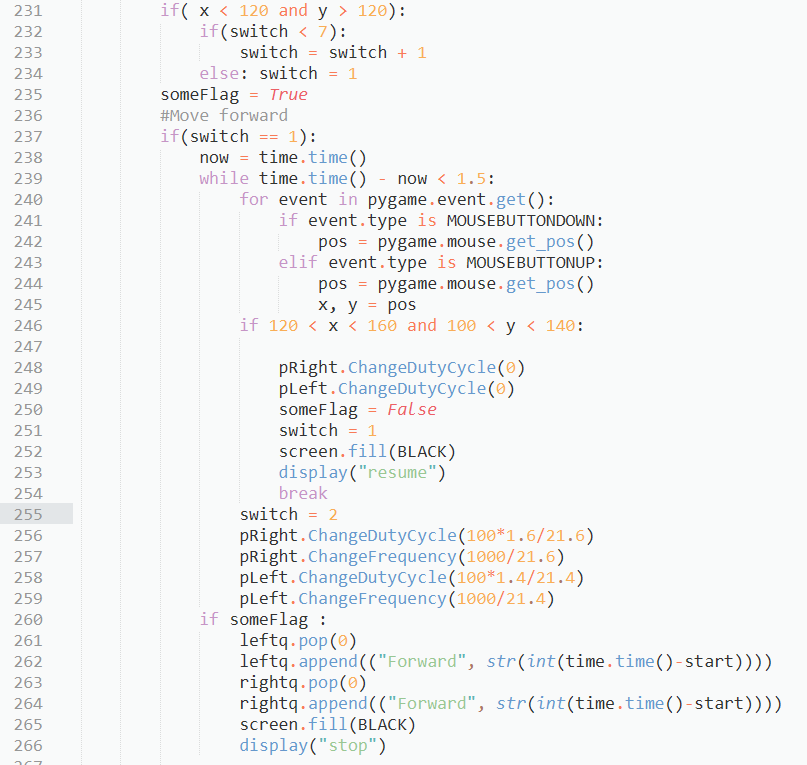 231 if( x < 120 and y > 120):
232 if(switch < 7):
233 switch = switch + 1
234 else: switch = 1
235 someFlag = True
236 #Move forward
237 if(switch == 1):
238 now = time.time()
239 while time.time() - now < 1.5:
240 for event in pygame.event.get():
241 if event.type is MOUSEBUTTONDOWN:
242 pos = pygame.mouse.get_pos()
243 elif event.type is MOUSEBUTTONUP:
244 pos = pygame.mouse.get_pos()
245 x, y = pos
246 if 120 < x < 160 and 100 < y < 140:
247
248 pRight.ChangeDutyCycle(0)
249 pLeft.ChangeDutyCycle(0)
250 someFlag = False
251 switch = 1
252 screen.fill(BLACK)
253 display("resume")
254 break
255 switch = 2
256 pRight.ChangeDutyCycle(100*1.6/21.6)
257 pRight.ChangeFrequency(1000/21.6)
258 pLeft.ChangeDutyCycle(100*1.4/21.4)
259 pLeft.ChangeFrequency(1000/21.4)
260 if someFlag :
261 leftq.pop(0)
262 leftq.append(("Forward", str(int(time.time()-start))))
263 rightq.pop(0)
264 rightq.append(("Forward", str(int(time.time()-start))))
265 screen.fill(BLACK)
266 display("stop")